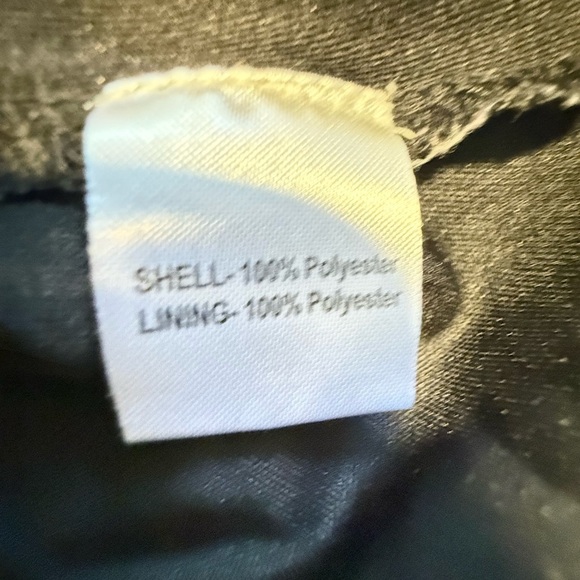 SHELL- 100% Polyester
LINING- 100% Polyester